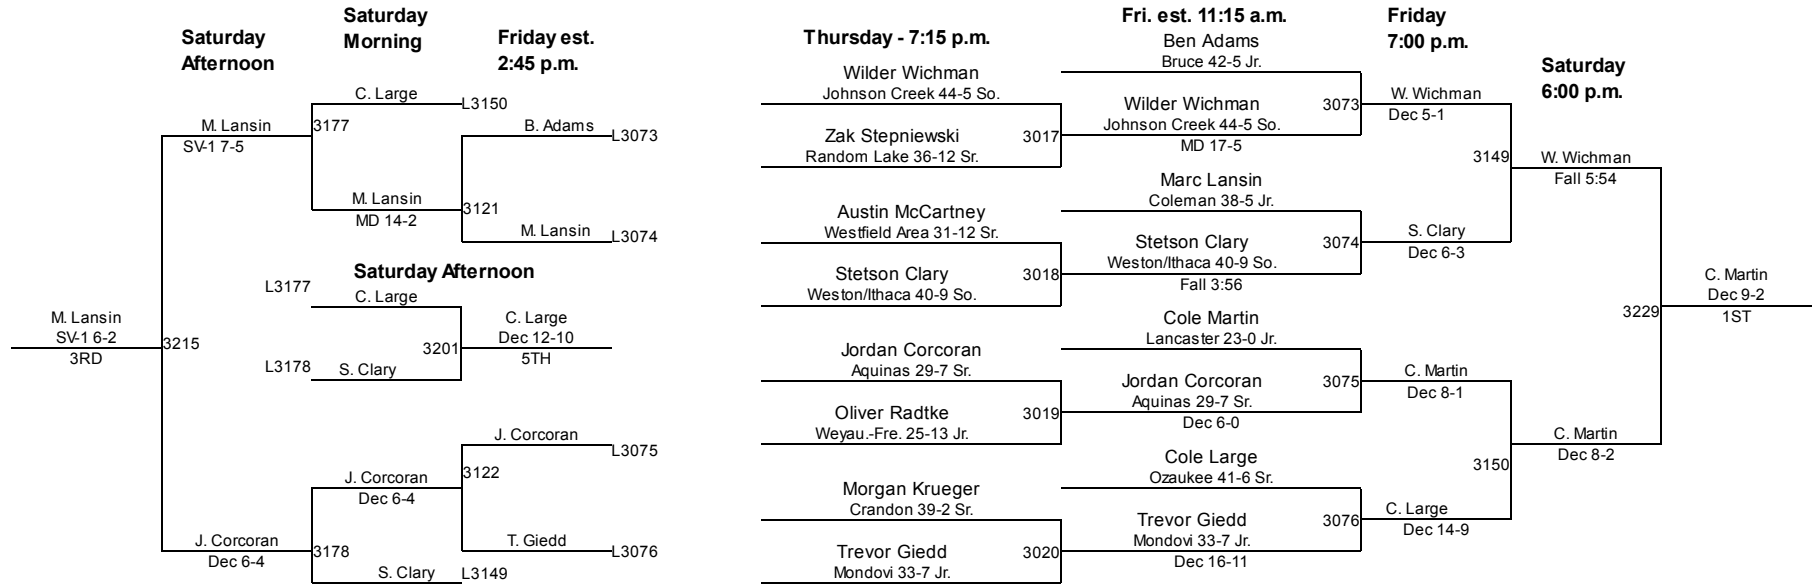 Saturday
Afternoon
Saturday
Morning
Friday est.
2:45 p.m.
C. Large
L3150
M. Lansin
3177
SV-1 7-5
B. Adams
L3073
M. Lansin
3121
MD 14-2
M. Lansin
L3074
Saturday Afternoon
L3177
C. Large
M. Lansin
SV-1 6-2
3RD
3215
3201
C. Large
Dec 12-10
5TH
L3178
S. Clary
J. Corcoran
L3075
J. Corcoran
3122
Dec 6-4
T. Giedd
L3076
J. Corcoran
3178
Dec 6-4
S. Clary
L3149
Thursday - 7:15 p.m.
Wilder Wichman
Johnson Creek 44-5 So.
Zak Stepniewski
3017
Random Lake 36-12 Sr.
Austin McCartney
Westfield Area 31-12 Sr.
Stetson Clary
3018
Weston/Ithaca 40-9 So.
Jordan Corcoran
Aquinas 29-7 Sr.
Oliver Radtke
3019
Weyau.-Fre. 25-13 Jr.
Morgan Krueger
Crandon 39-2 Sr.
Trevor Giedd
3020
Mondovi 33-7 Jr.
Fri. est. 11:15 a.m.
Ben Adams
Bruce 42-5 Jr.
Wilder Wichman
3073
Johnson Creek 44-5 So.
MD 17-5
Marc Lansin
Coleman 38-5 Jr.
Stetson Clary
3074
Weston/Ithaca 40-9 So.
Fall 3:56
Cole Martin
Lancaster 23-0 Jr.
Jordan Corcoran
3075
Aquinas 29-7 Sr.
Dec 6-0
Cole Large
Ozaukee 41-6 Sr.
Trevor Giedd
3076
Mondovi 33-7 Jr.
Dec 16-11
Friday
7:00 p.m.
W. Wichman
Dec 5-1
3149
S. Clary
Dec 6-3
C. Martin
Dec 8-1
3150
C. Large
Dec 14-9
Saturday
6:00 p.m.
W. Wichman
Fall 5:54
3229
C. Martin
Dec 8-2
C. Martin
Dec 9-2
1ST